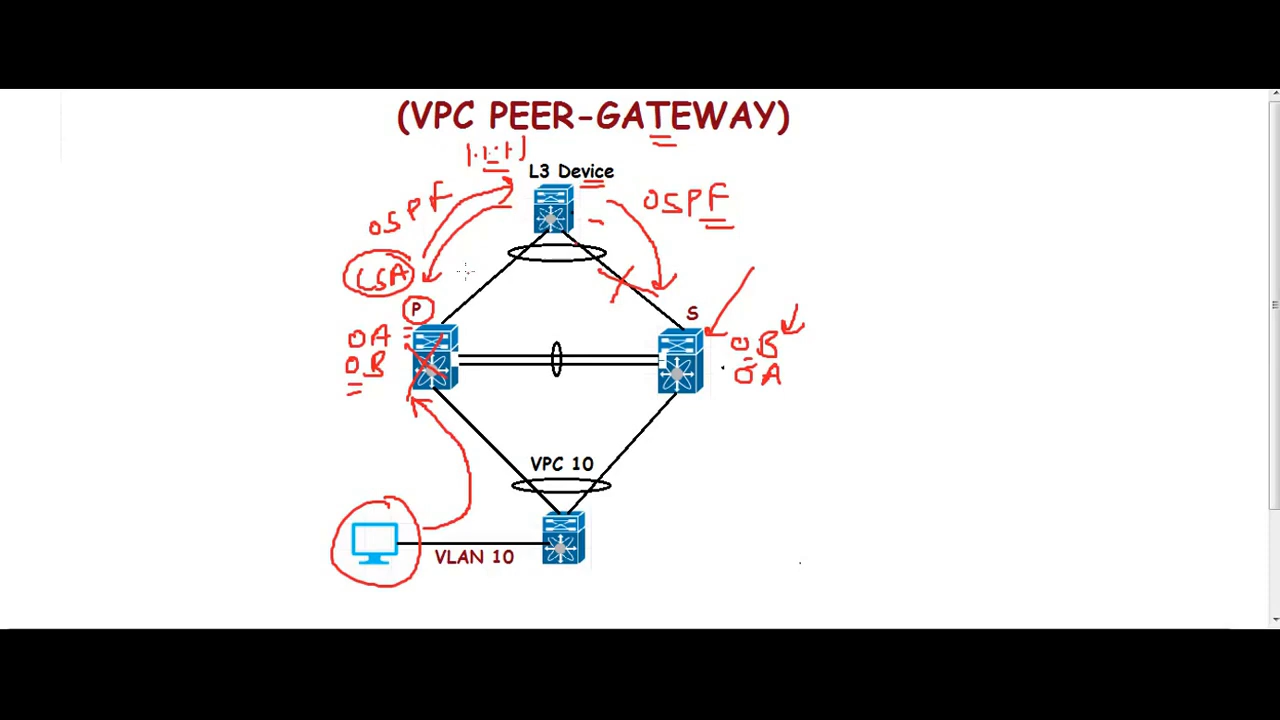 (VPC PEER-GATEWAY)
1.1.1.1
L3 Device
OSPF
OSPF
LSA
P
S
OA
OB
OB
OA
VPC 10
VLAN 10